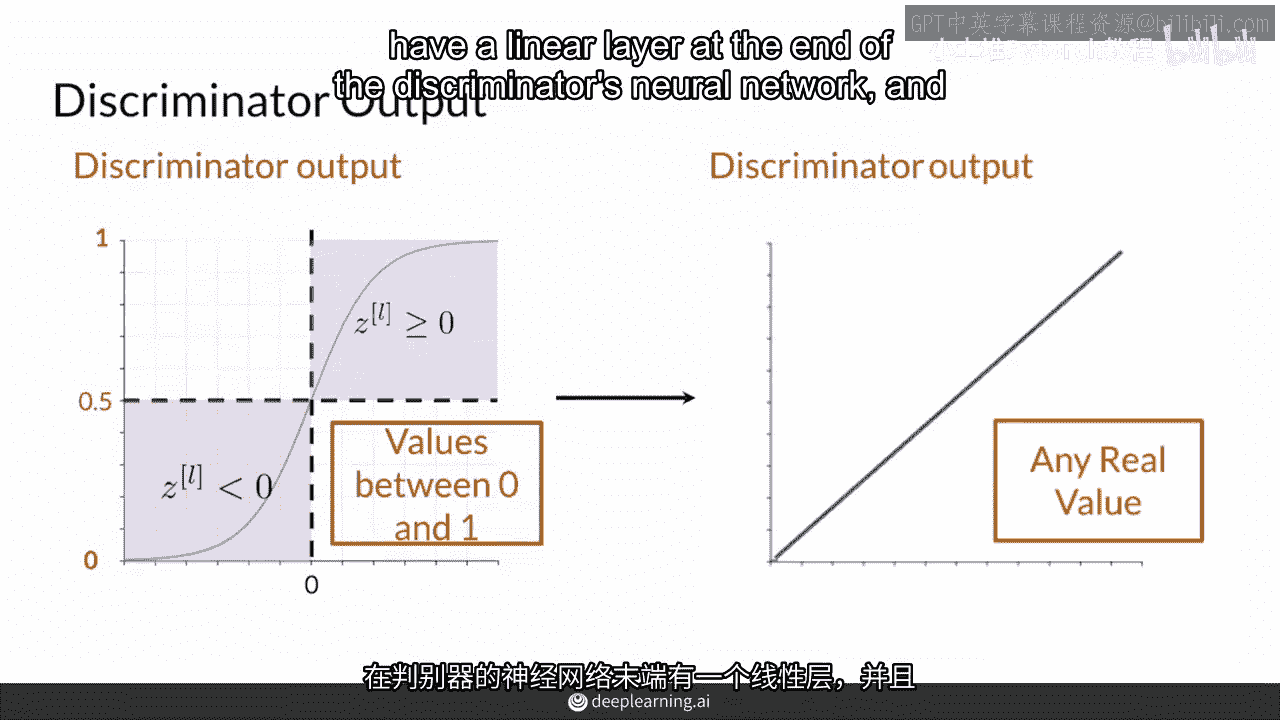 GPT中英字幕课程资源@bilibili.com
have a linear layer at the end of
the discriminator's neural network, and
Discriminator Output
Discriminator output
Discriminator output
1
z^{[l]} ≥ 0
0.5
z^{[l]} < 0
Values
between 0
and 1
0
0
Any Real
Value
在判别器的神经网络末端有一个线性层，并且
deeplearning.ai